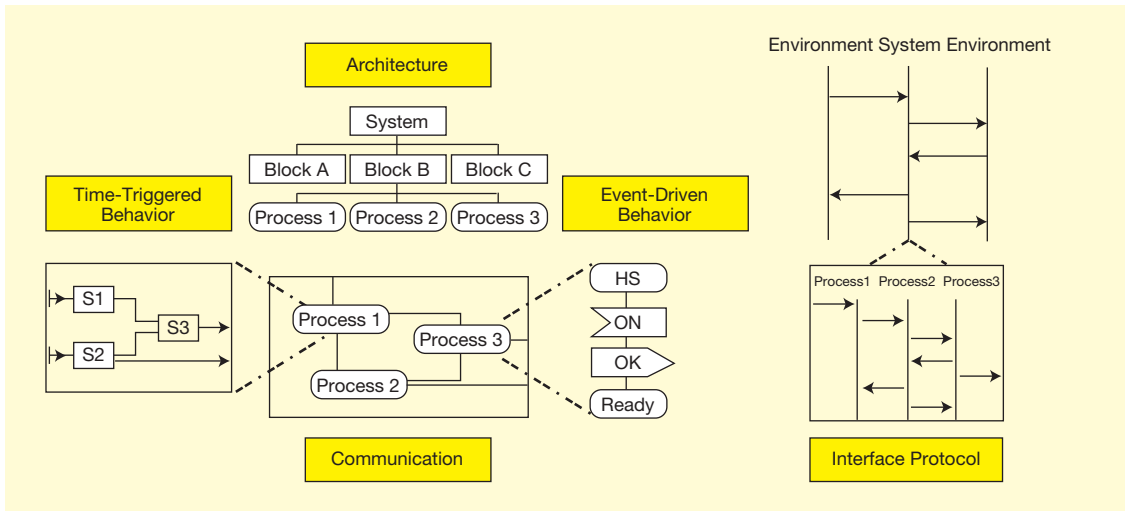 Architecture
System
Block A Block B Block C
Process 1 Process 2 Process 3
Time-Triggered
Behavior
Event-Driven
Behavior
S1
S2
S3
Process 1
Process 3
Process 2
HS
ON
OK
Ready
Communication
Environment System Environment
Process1 Process2 Process3
Interface Protocol